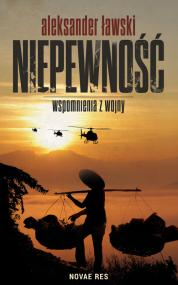 aleksander ławski
NIEPEWNOŚĆ
wspomnienia z wojny
NOVAE RES